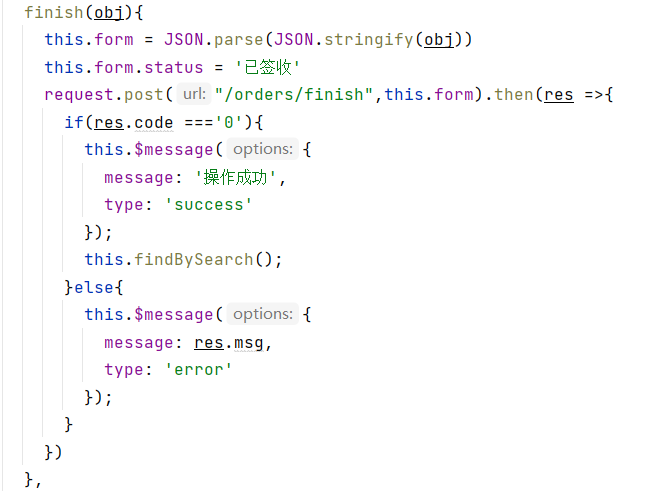 finish(obj){
this.form = JSON.parse(JSON.stringify(obj))
this.form.status = '已签收'
request.post( url: "/orders/finish",this.form).then(res =>{
if(res.code ==='0'){
this.$message( options: {
message: '操作成功',
type: 'success'
});
this.findBySearch();
}else{
this.$message( options: {
message: res.msg,
type: 'error'
});
}
})
},